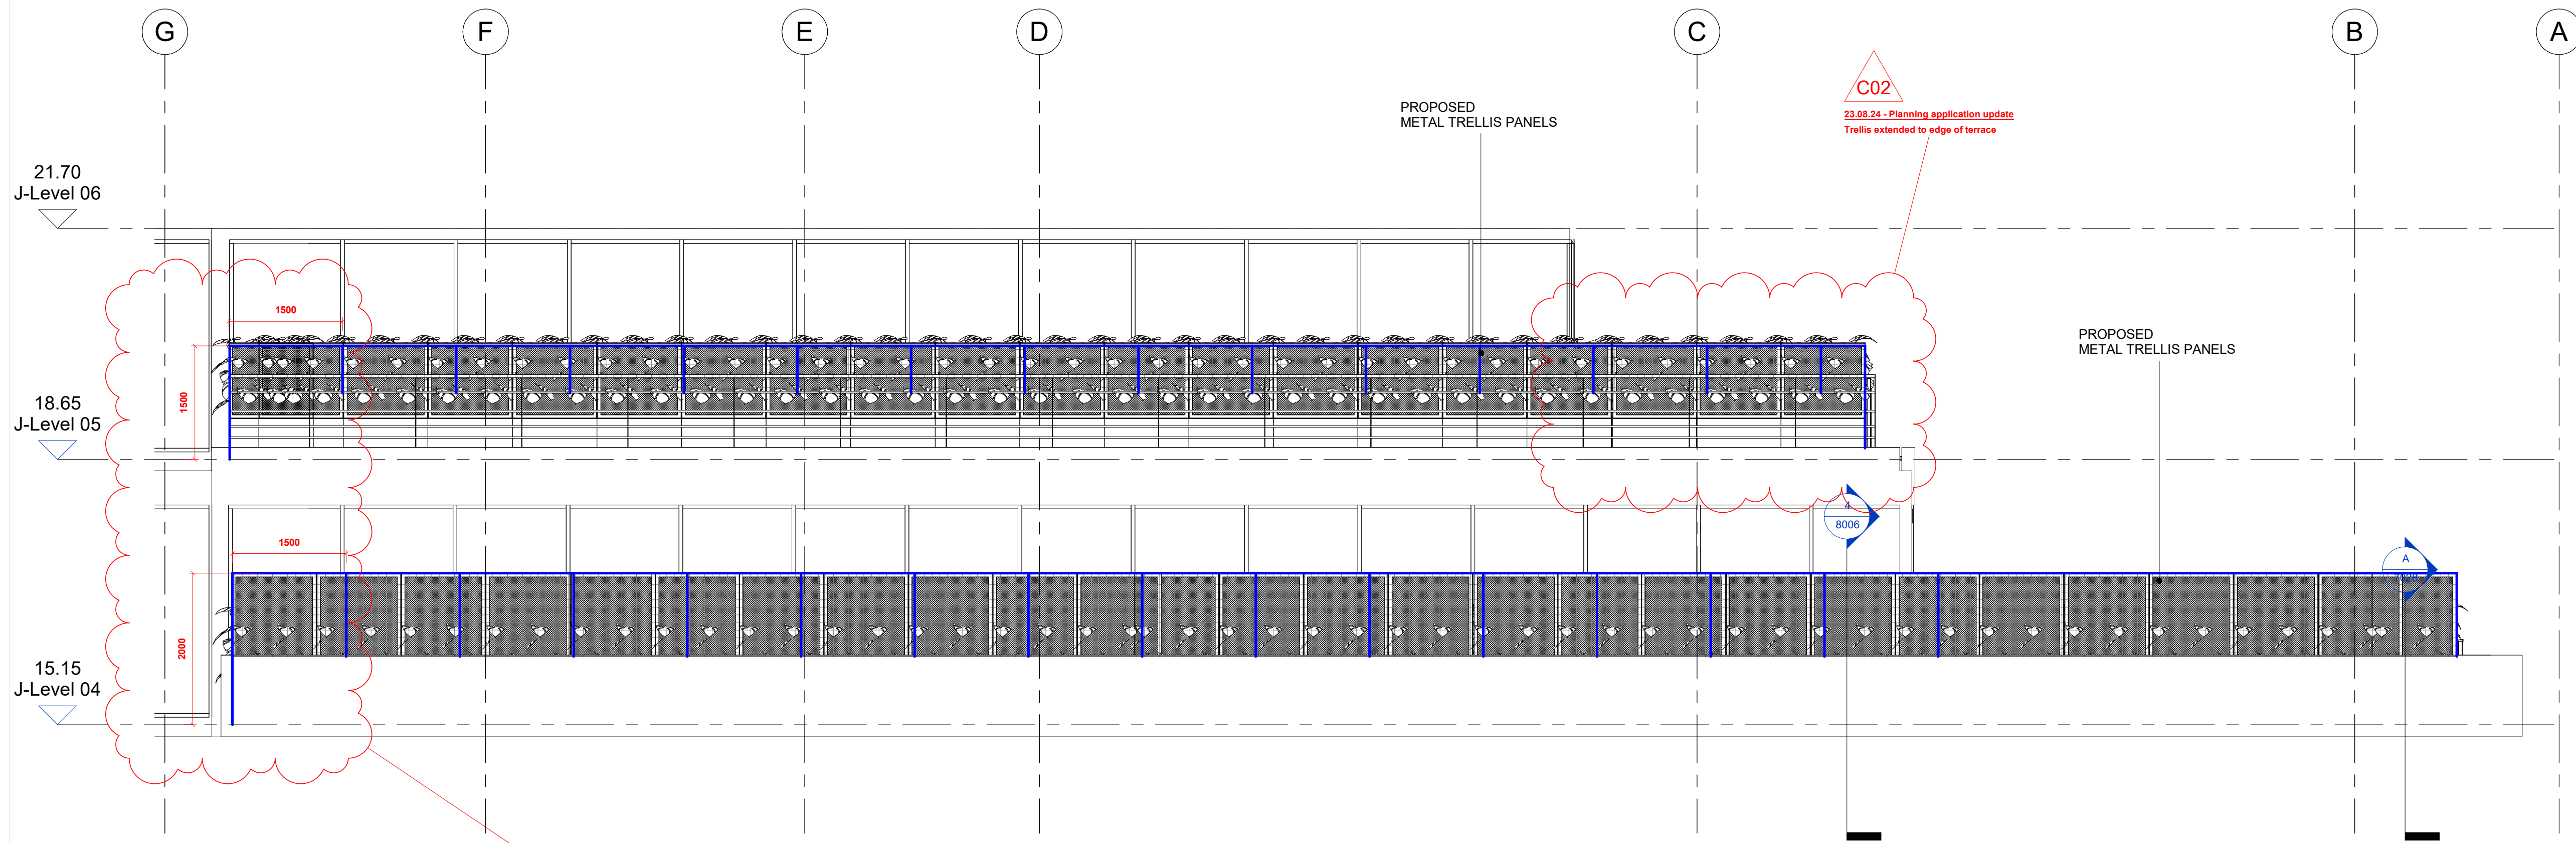 G
F
E
D
C
B
A
C02
23.08.24 - Planning application update
Trellis extended to edge of terrace
PROPOSED
METAL TRELLIS PANELS
21.70
J-Level 06
1500
PROPOSED
METAL TRELLIS PANELS
1500
18.65
J-Level 05
4
8006
1500
A
2000
15.15
J-Level 04